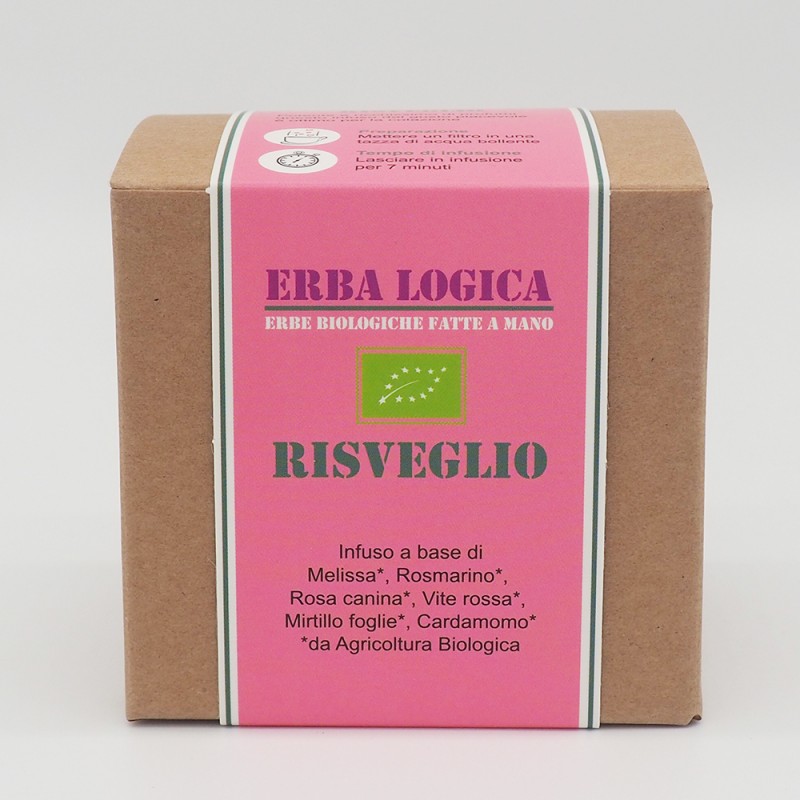 Preparazione
Mettere un filtro in una
tazza di acqua bollente
Tempo di infusione
Lasciare in infusione
per 7 minuti
ERBA LOGICA
ERBE BIOLOGICHE FATTE A MANO
RISVEGLIO
Infuso a base di
Melissa*, Rosmarino*,
Rosa canina*, Vite rossa*,
Mirtillo foglie*, Cardamomo*
*da Agricoltura Biologica